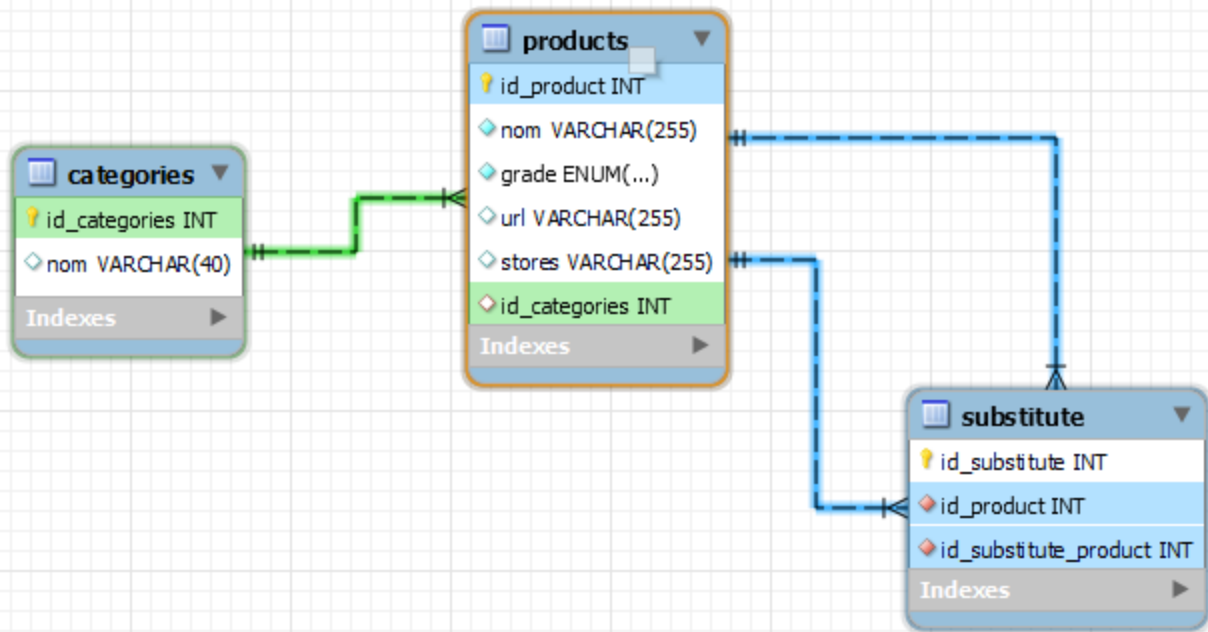 categories
id_categories INT
nom VARCHAR(40)
Indexes
products
id_product INT
nom VARCHAR(255)
grade ENUM(...)
url VARCHAR(255)
stores VARCHAR(255)
id_categories INT
Indexes
substitute
id_substitute INT
id_product INT
id_substitute_product INT
Indexes